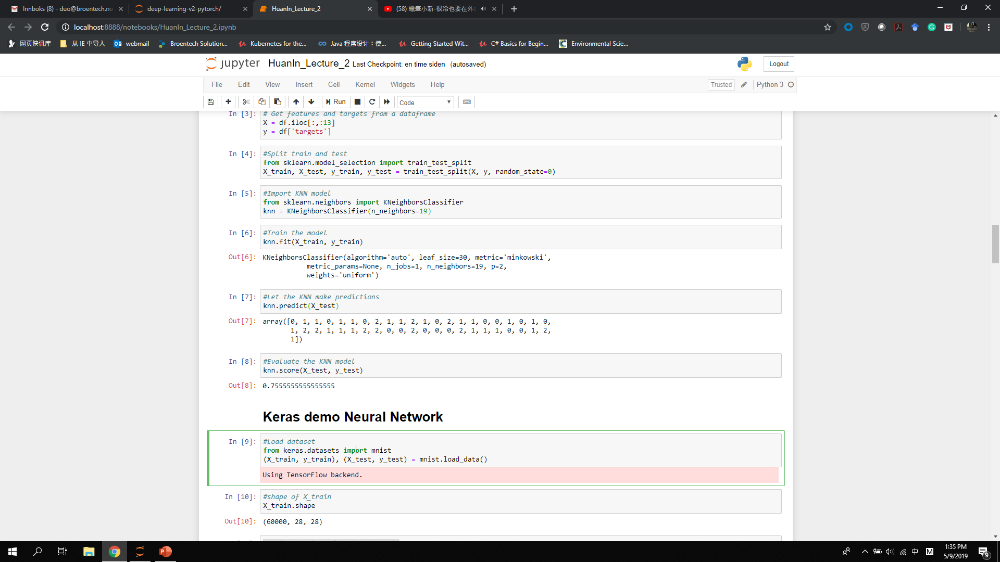 Innboks (8) - duo@broentech.no
deep-learning-v2-pytorch/
HuanIn_Lecture_2
(58) 蠟筆小新-很冷也要在外
localhost:8888/notebooks/HuanIn_Lecture_2.ipynb
网页快讯库
从 IE 中导入
webmail
Broentech Solution...
Kubernetes for the...
Java 程序设计：使...
Getting Started Wit...
C# Basics for Begin...
Environmental Scie...
jupyter HuanIn_Lecture_2 Last Checkpoint: en time siden (autosaved)
Logout
File Edit View Insert Cell Kernel Widgets Help
Trusted
Python 3
Run
Code
In [3]: # Get features and targets from a dataframe
X = df.iloc[:,:13]
y = df['targets']
In [4]: #Split train and test
from sklearn.model_selection import train_test_split
X_train, X_test, y_train, y_test = train_test_split(X, y, random_state=0)
In [5]: #Import KNN model
from sklearn.neighbors import KNeighborsClassifier
knn = KNeighborsClassifier(n_neighbors=19)
In [6]: #Train the model
knn.fit(X_train, y_train)
Out[6]: KNeighborsClassifier(algorithm='auto', leaf_size=30, metric='minkowski',
metric_params=None, n_jobs=1, n_neighbors=19, p=2,
weights='uniform')
In [7]: #Let the KNN make predictions
knn.predict(X_test)
Out[7]: array([0, 1, 1, 0, 1, 1, 0, 2, 1, 1, 2, 1, 0, 2, 1, 1, 0, 0, 1, 0, 1, 0,
1, 2, 2, 1, 1, 1, 2, 2, 0, 0, 2, 0, 0, 0, 2, 1, 1, 1, 0, 0, 1, 2,
1])
In [8]: #Evaluate the KNN model
knn.score(X_test, y_test)
Out[8]: 0.7555555555555555
Keras demo Neural Network
In [9]: #Load dataset
from keras.datasets import mnist
(X_train, y_train), (X_test, y_test) = mnist.load_data()
Using TensorFlow backend.
In [10]: #shape of X_train
X_train.shape
Out[10]: (60000, 28, 28)
中
M
1:35 PM
5/9/2019
9